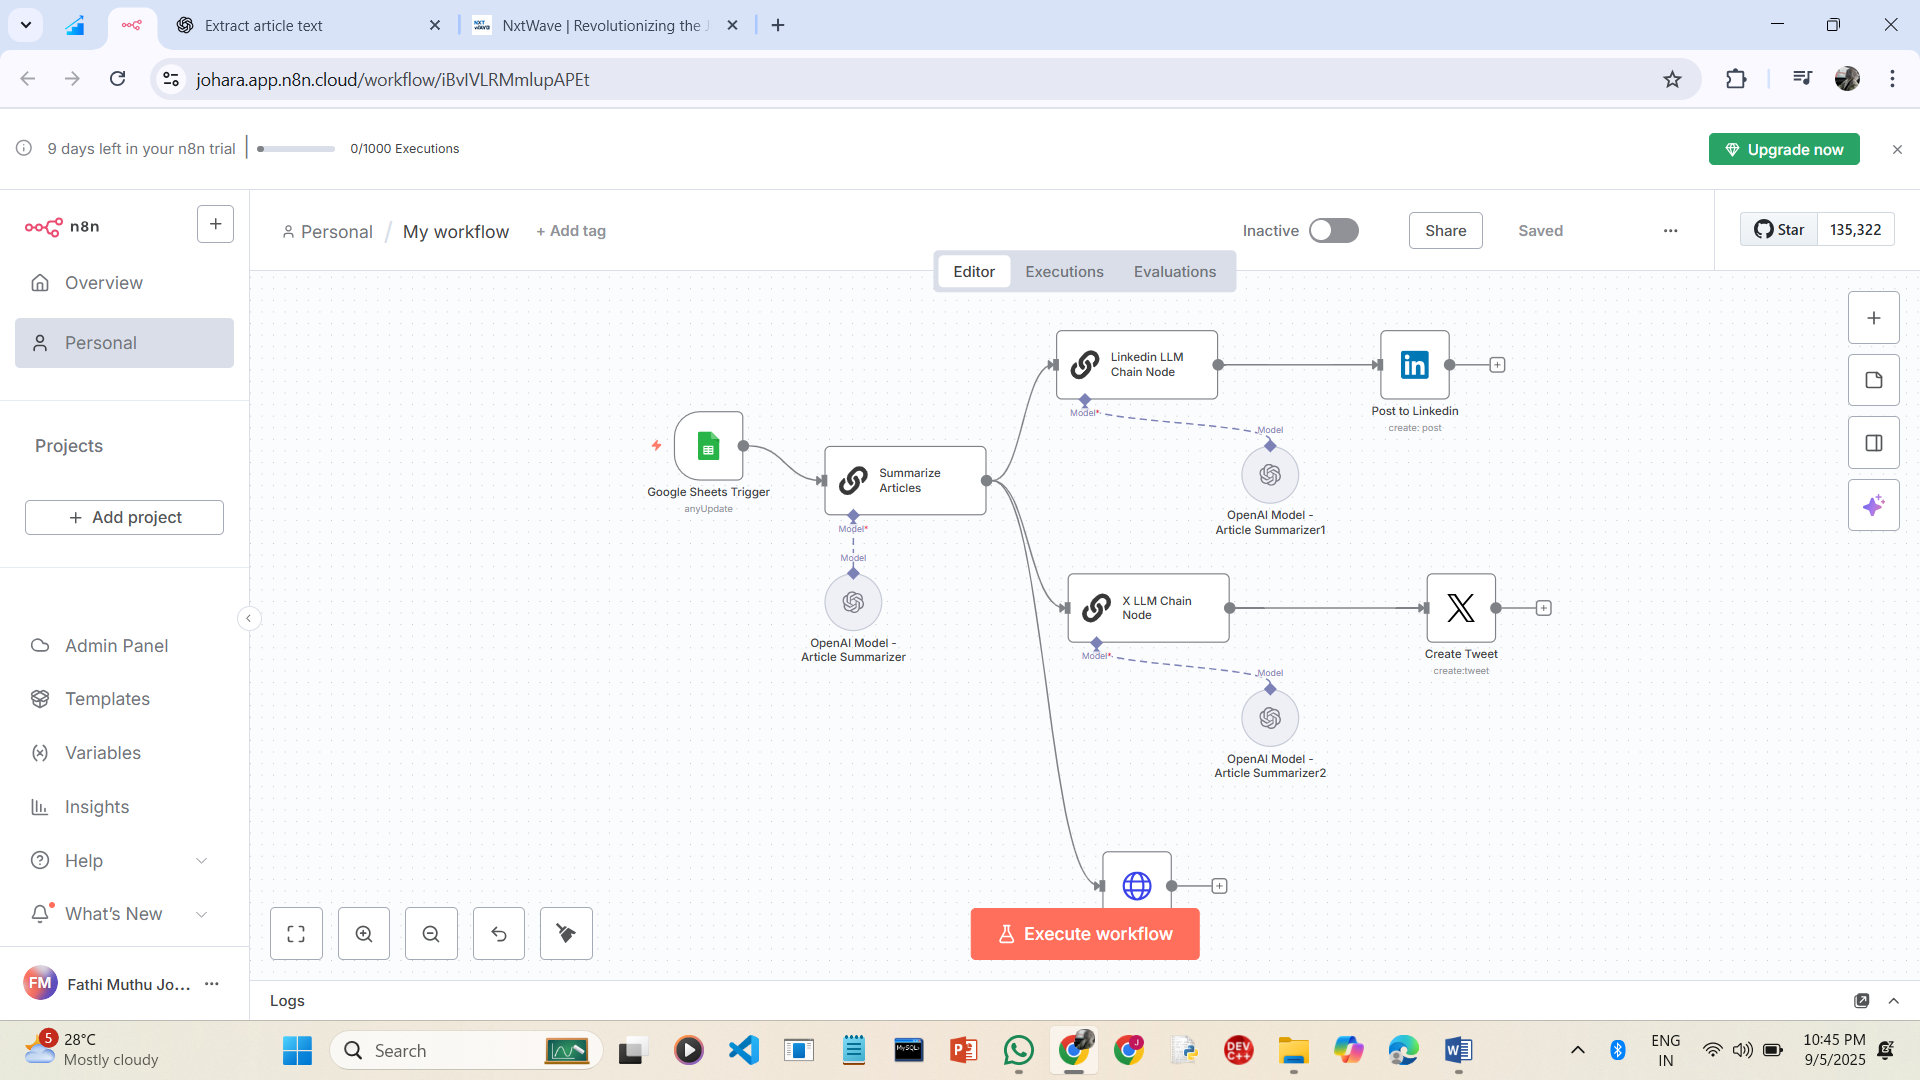 Extract article text
NxtWave | Revolutionizing the J
johara.app.n8n.cloud/workflow/iBvlVLRMmlupAPEt
9 days left in your n8n trial
0/1000 Executions
Upgrade now
n8n
Personal / My workflow
+ Add tag
Inactive
Share
Saved
Star
135,322
Editor
Executions
Evaluations
Overview
Personal
Projects
+ Add project
Admin Panel
Templates
Variables
Insights
Help
What's New
FM
Fathi Muthu Jo...
Google Sheets Trigger
anyUpdate
Summarize
Articles
Model*
Model
OpenAI Model -
Article Summarizer
Linkedin LLM
Chain Node
Model*
Model
OpenAI Model -
Article Summarizer1
Post to Linkedin
create: post
X LLM Chain
Node
Model*
Model
OpenAI Model -
Article Summarizer2
Create Tweet
create:tweet
Execute workflow
Logs
5
28°C
Mostly cloudy
Search
MySQL
DEV
C++
ENG
IN
10:45 PM
9/5/2025